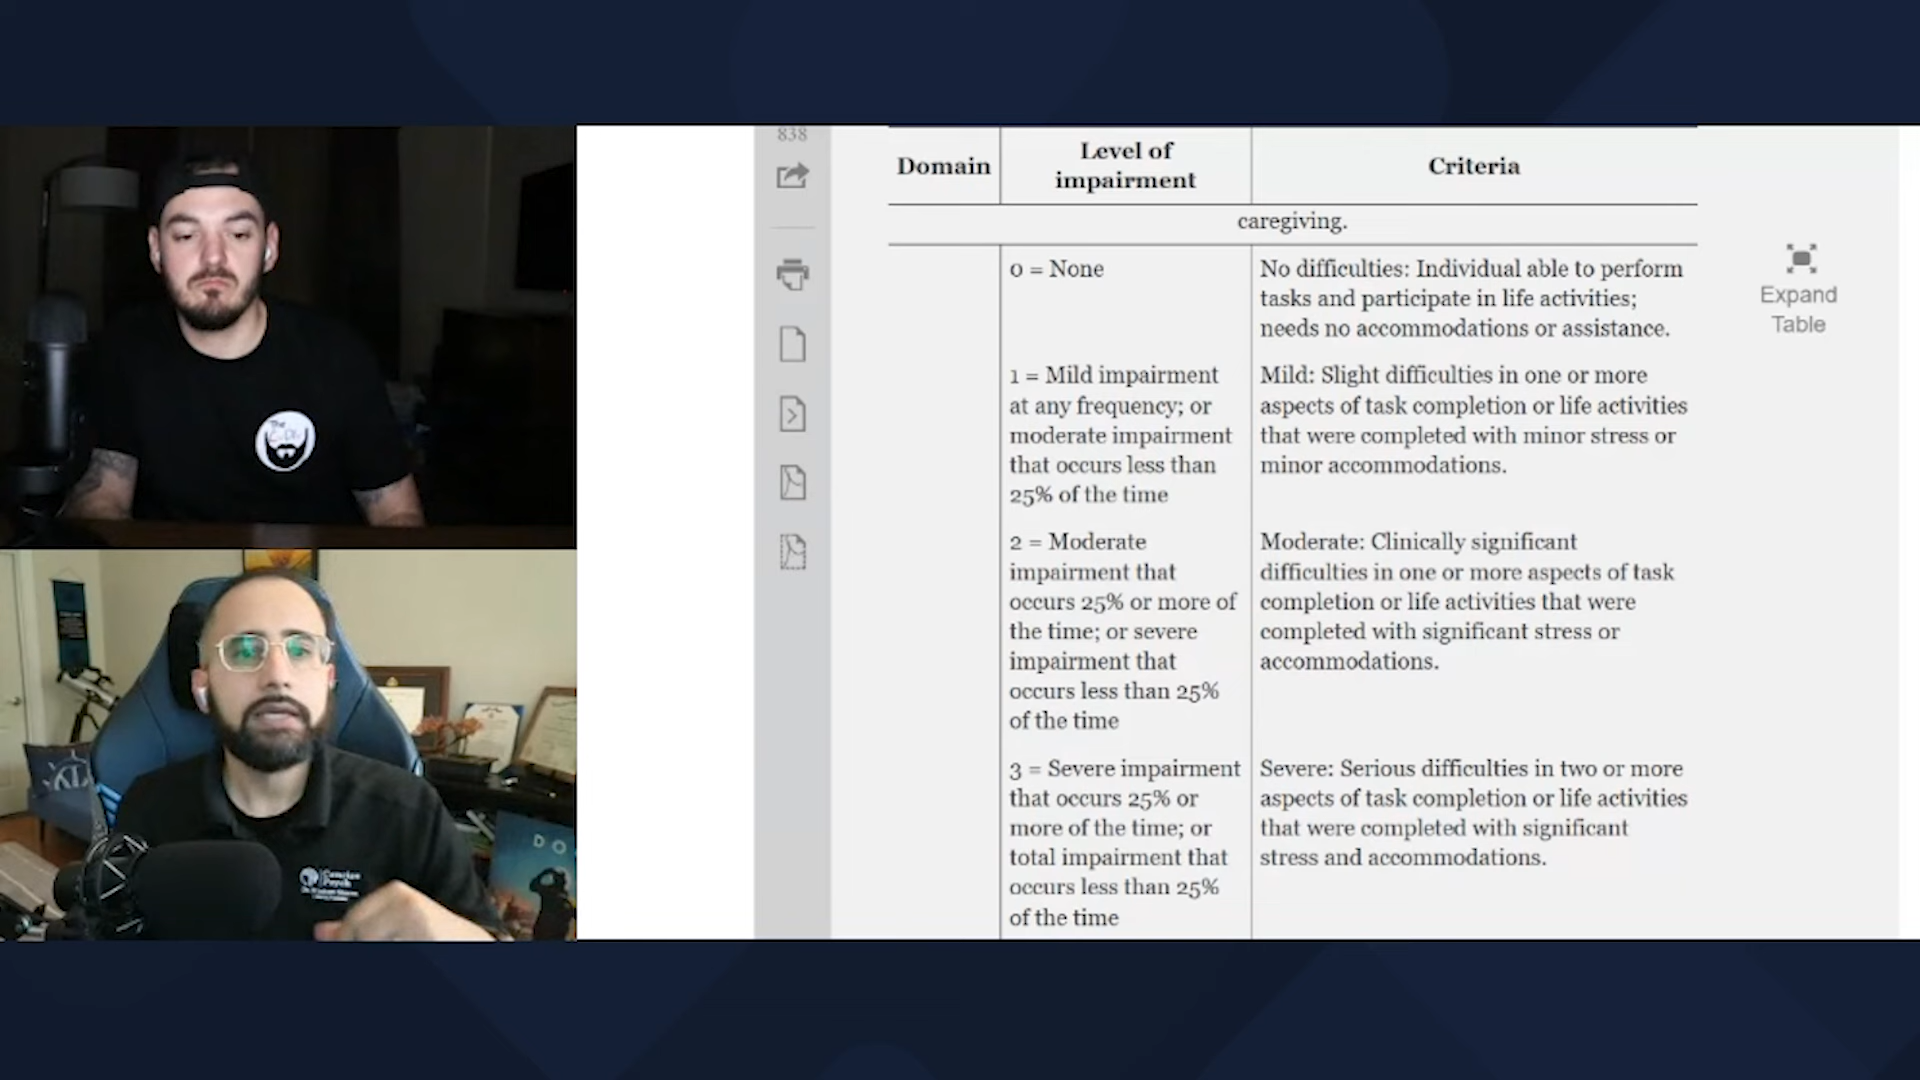 838
Domain
Level of
impairment
Criteria
caregiving.
0 = None
No difficulties: Individual able to perform
tasks and participate in life activities;
needs no accommodations or assistance.
1 = Mild impairment
at any frequency; or
moderate impairment
that occurs less than
25% of the time
Mild: Slight difficulties in one or more
aspects of task completion or life activities
that were completed with minor stress or
minor accommodations.
2 = Moderate
impairment that
occurs 25% or more of
the time; or severe
impairment that
occurs less than 25%
of the time
Moderate: Clinically significant
difficulties in one or more aspects of task
completion or life activities that were
completed with significant stress or
accommodations.
3 = Severe impairment
that occurs 25% or
more of the time; or
total impairment that
occurs less than 25%
of the time
Severe: Serious difficulties in two or more
aspects of task completion or life activities
that were completed with significant
stress and accommodations.
Expand
Table
The
DO